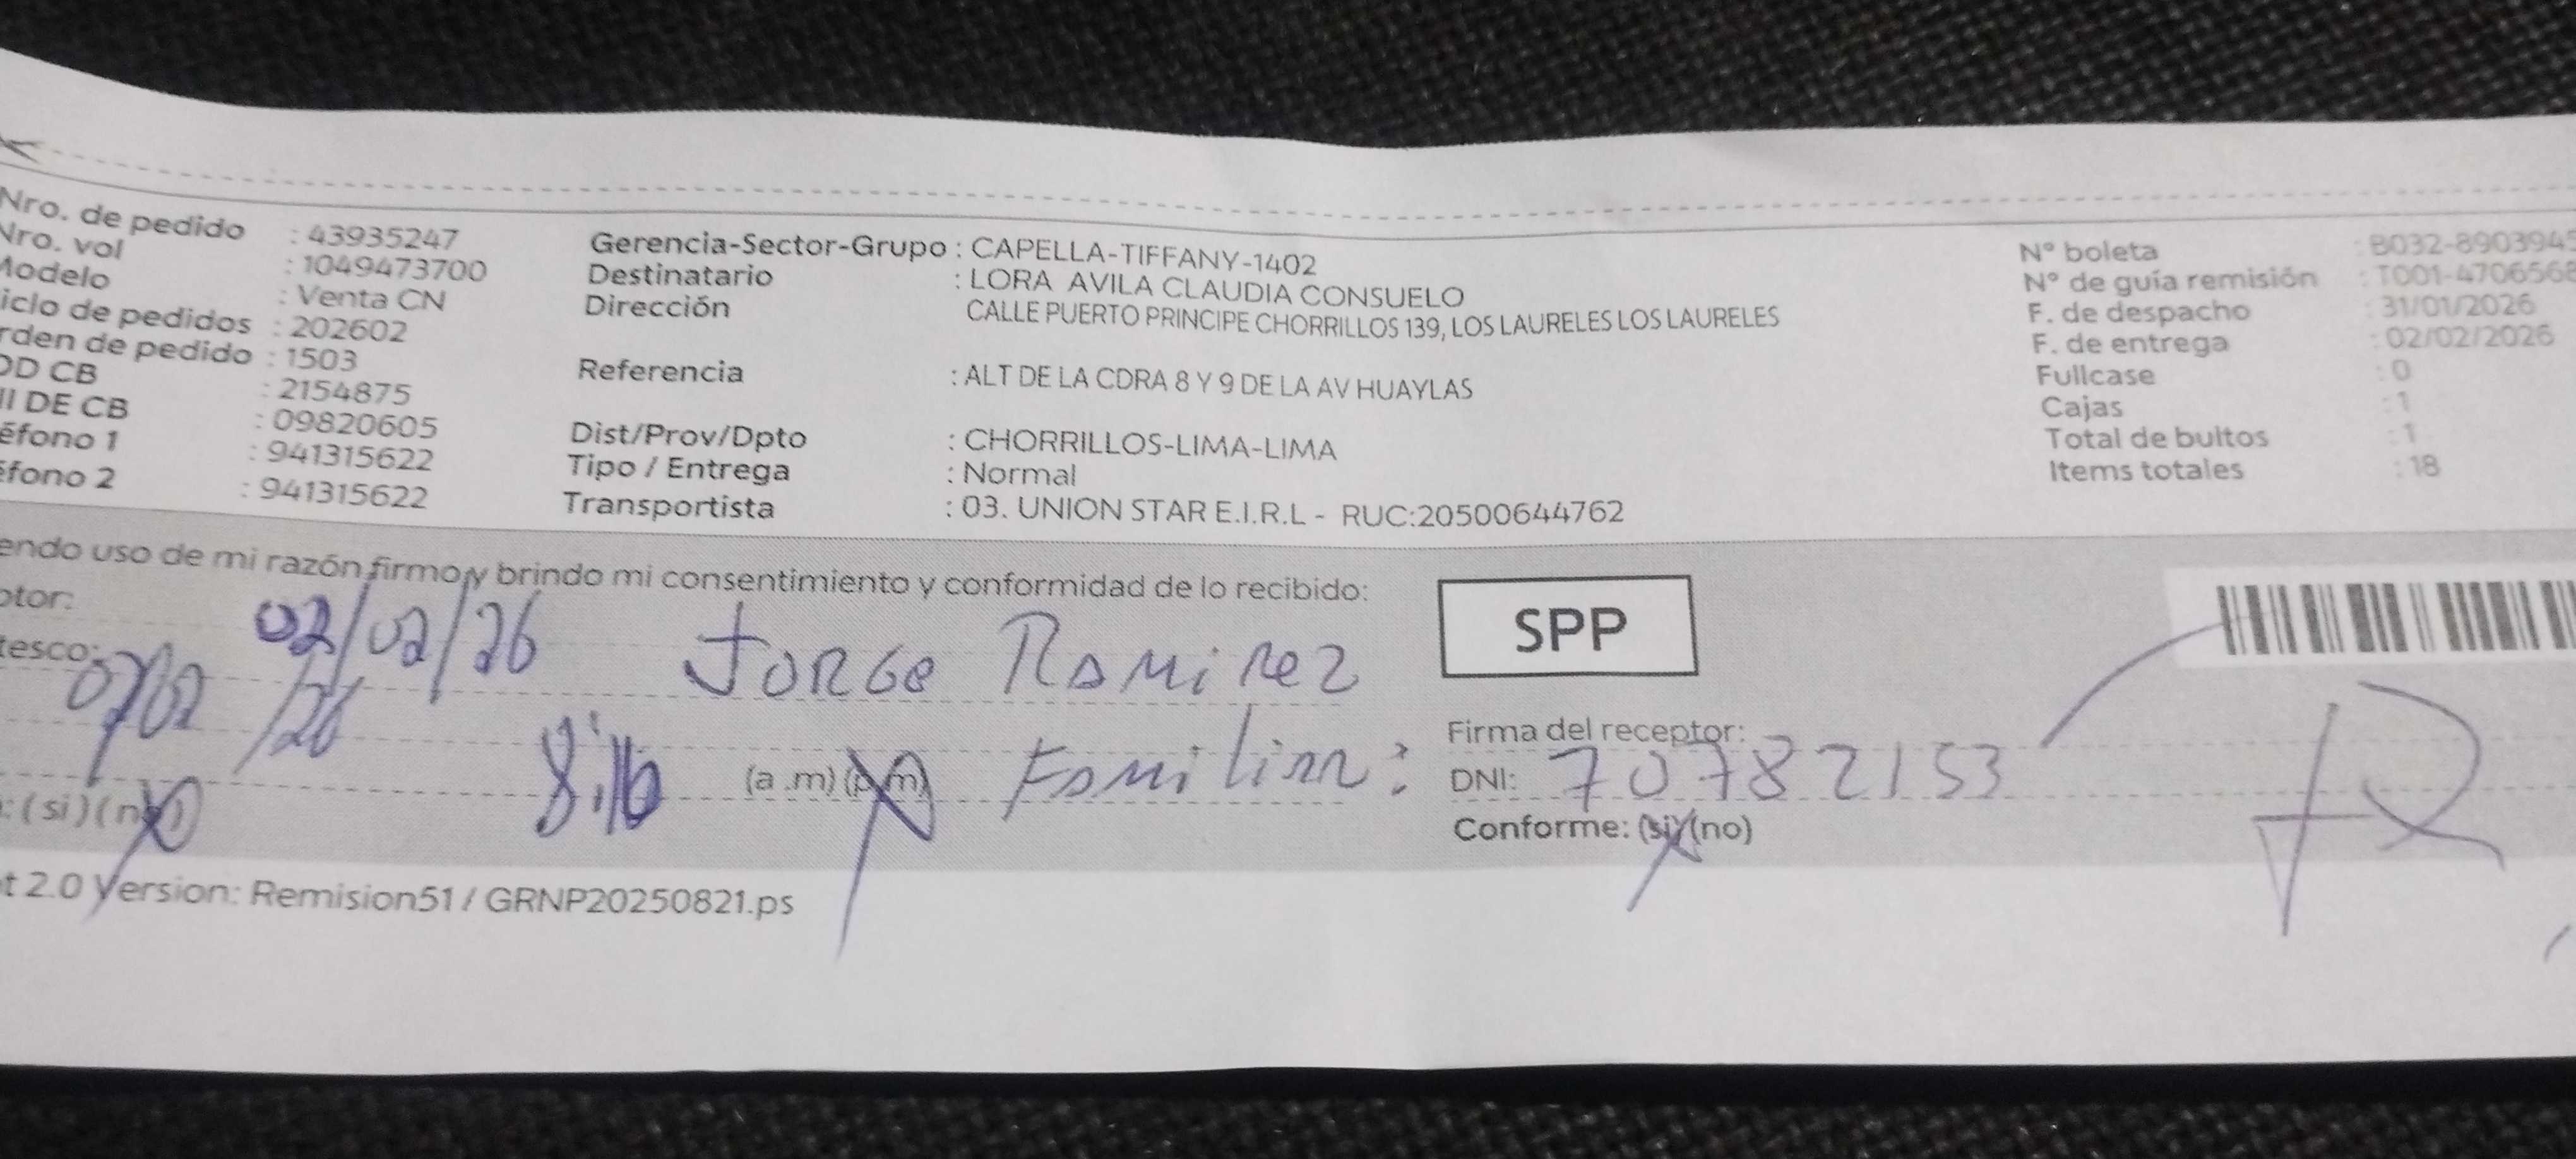 Nro. de pedido : 43935247
Nro. vol : 1049473700
Modelo : Venta CN
iclo de pedidos : 202602
rden de pedido : 1503
OD CB : 2154875
II DE CB : 09820605
éfono 1 : 941315622
éfono 2 : 941315622
Gerencia-Sector-Grupo : CAPELLA-TIFFANY-1402
Destinatario : LORA AVILA CLAUDIA CONSUELO
Dirección CALLE PUERTO PRINCIPE CHORRILLOS 139, LOS LAURELES LOS LAURELES
Referencia : ALT DE LA CDRA 8 Y 9 DE LA AV HUAYLAS
Dist/Prov/Dpto : CHORRILLOS-LIMA-LIMA
Tipo / Entrega : Normal
Transportista : 03. UNION STAR E.I.R.L - RUC:20500644762
N° boleta : B032-8903945
N° de guía remisión : T001-4706568
F. de despacho : 31/01/2026
F. de entrega : 02/02/2026
Fullcase : 0
Cajas : 1
Total de bultos : 1
Items totales : 18
endo uso de mi razón firmo y brindo mi consentimiento y conformidad de lo recibido:
ptor: 02/02/26 Jorge Ramirez
tesco:
/26
(a .m) (p.m) Familiar:
: (si) (no)
SPP
Firma del receptor:
DNI: 70782153
Conforme: (si) (no)
t 2.0 Version: Remision51 / GRNP20250821.ps